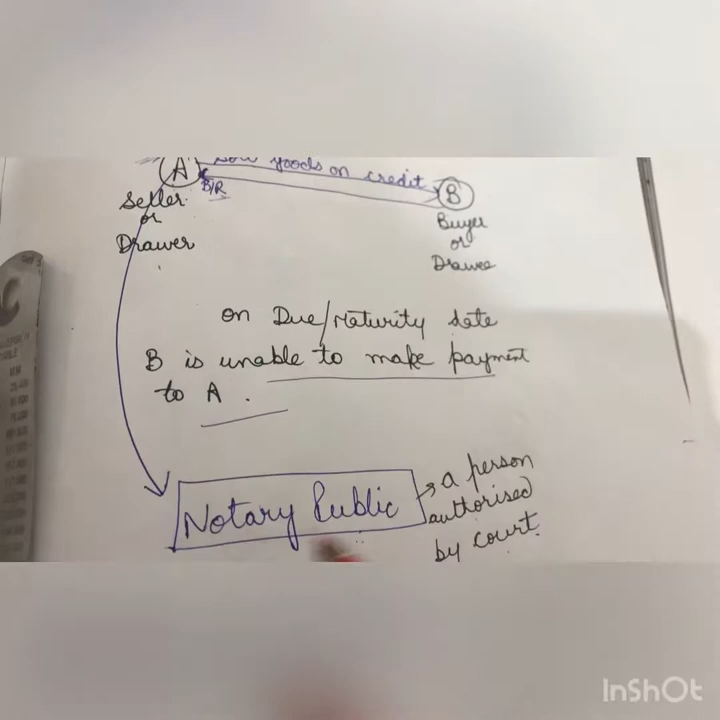 A
goods on credit
B/R
B
Seller
or
Drawer
Buyer
or
Drawee
on Due/Maturity date
B is unable to make payment
to A .
Notary Public
a person
authorised
by court.
InShOt